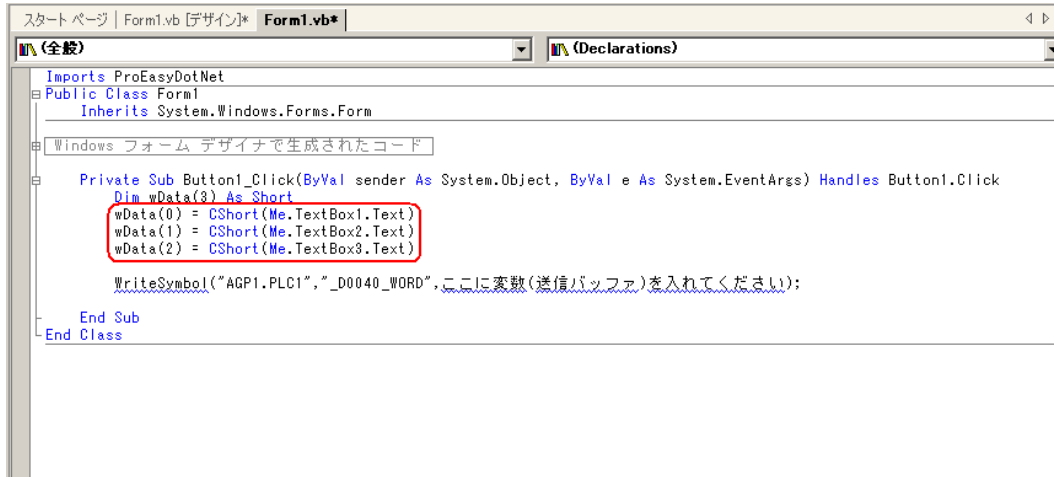 スタート ページ | Form1.vb [デザイン]* | Form1.vb*
(全般) (Declarations)
Imports ProEasyDotNet
Public Class Form1
Inherits System.Windows.Forms.Form
Windows フォーム デザイナで生成されたコード
Private Sub Button1_Click(ByVal sender As System.Object, ByVal e As System.EventArgs) Handles Button1.Click
Dim wData(3) As Short
wData(0) = CShort(Me.TextBox1.Text)
wData(1) = CShort(Me.TextBox2.Text)
wData(2) = CShort(Me.TextBox3.Text)
WriteSymbol("AGP1.PLC1","_D0040_WORD",ここに変数(送信バッファ)を入れてください);
End Sub
End Class